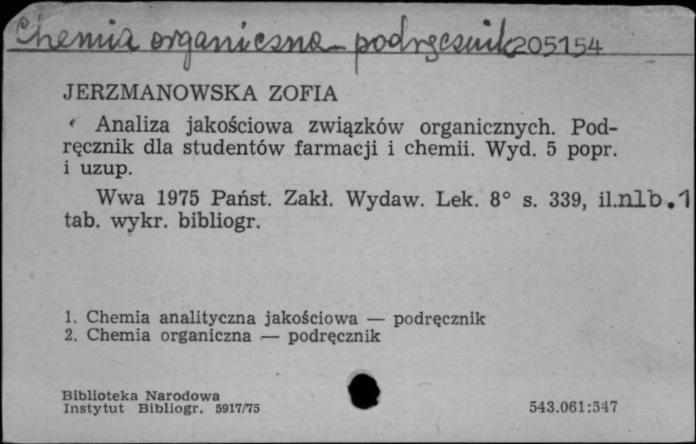 Chemia organiczna - podręcznik 205154
JERZMANOWSKA ZOFIA
Analiza jakościowa związków organicznych. Pod-
ręcznik dla studentów farmacji i chemii. Wyd. 5 popr.
i uzup.
Wwa 1975 Państ. Zakł. Wydaw. Lek. 8° s. 339, il.nlb.1
tab. wykr. bibliogr.
1. Chemia analityczna jakościowa — podręcznik
2. Chemia organiczna — podręcznik
Biblioteka Narodowa
Instytut Bibliogr. 5917/75
543.061:547